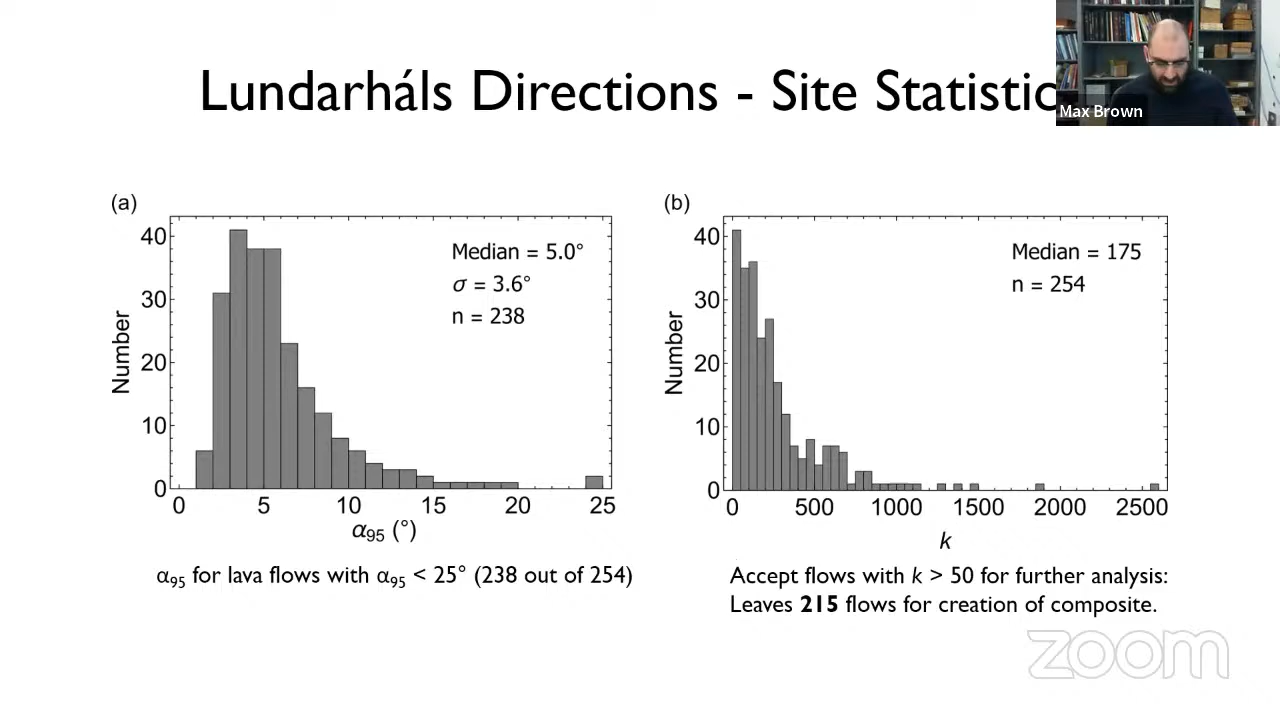 Lundarháls Directions - Site Statistic
Max Brown
(a)
40
30
20
10
0
Number
Median = 5.0°
σ = 3.6°
n = 238
0 5 10 15 20 25
α95 (°)
α95 for lava flows with α95 < 25° (238 out of 254)
(b)
40
30
20
10
0
Number
Median = 175
n = 254
0 500 1000 1500 2000 2500
k
Accept flows with k > 50 for further analysis:
Leaves 215 flows for creation of composite.
zoom